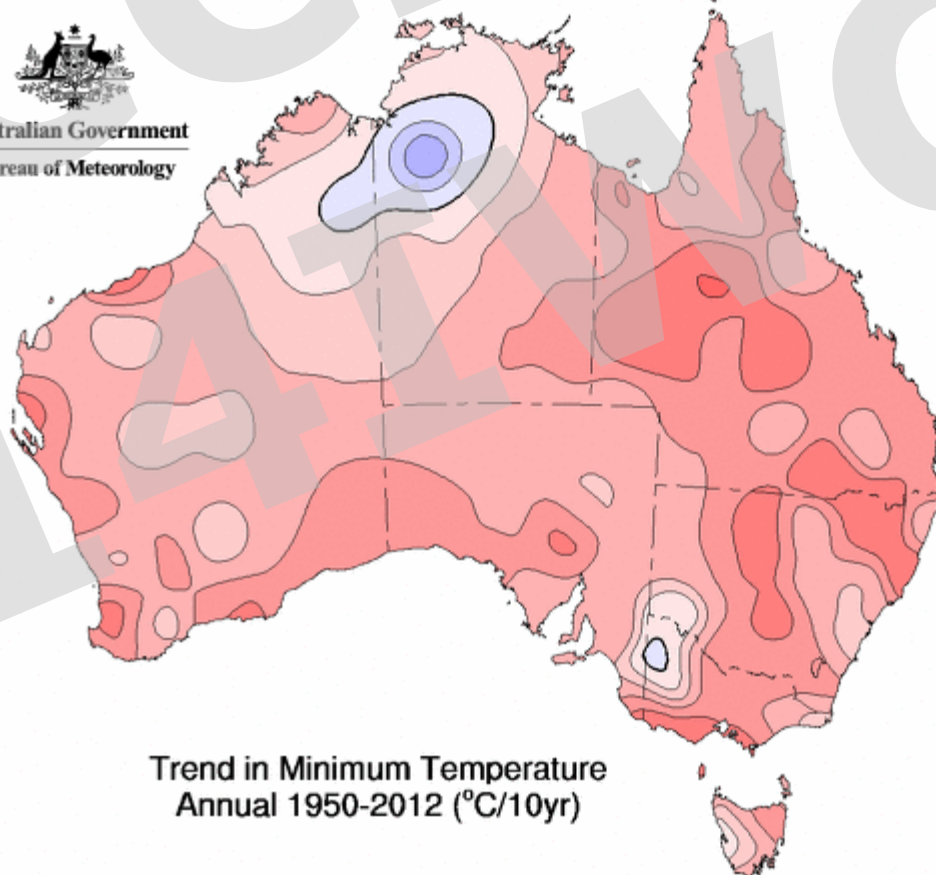 tralian Government
reau of Meteorology
Trend in Minimum Temperature
Annual 1950-2012 (°C/10yr)